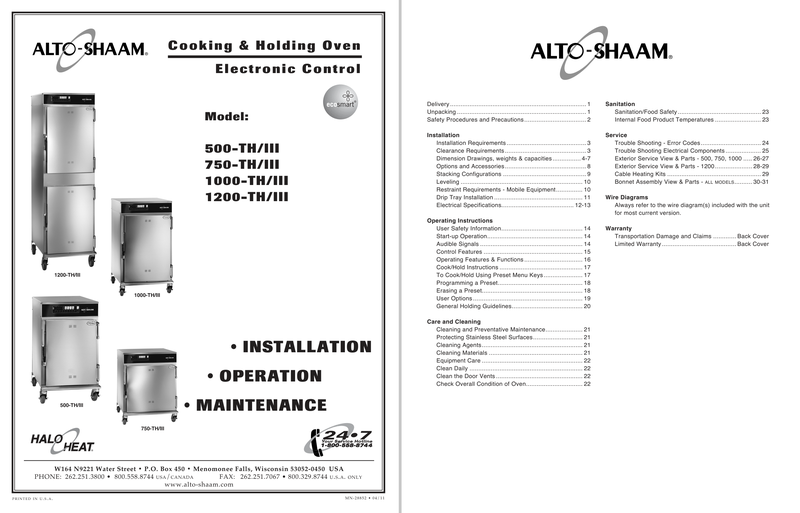 ALTO-SHAAM®
Cooking & Holding Oven
Electronic Control
ecosmart®
Model:
500-TH/III
750-TH/III
1000-TH/III
1200-TH/III
1200-TH/III
1000-TH/III
500-TH/III
750-TH/III
• INSTALLATION
• OPERATION
• MAINTENANCE
HALO HEAT
24•7
Your Service Hotline
1-800-558-8744
W164 N9221 Water Street • P.O. Box 450 • Menomonee Falls, Wisconsin 53052-0450 USA
PHONE: 262.251.3800 • 800.558.8744 USA/CANADA FAX: 262.251.7067 • 800.329.8744 U.S.A. ONLY
www.alto-shaam.com
PRINTED IN U.S.A.
MN-28892 • 04/11
ALTO-SHAAM®
Delivery 1
Unpacking 1
Safety Procedures and Precautions 2
Installation
Installation Requirements 3
Clearance Requirements 3
Dimension Drawings, weights & capacities 4-7
Options and Accessories 8
Stacking Configurations 9
Leveling 10
Restraint Requirements - Mobile Equipment 10
Drip Tray Installation 11
Electrical Specifications 12-13
Operating Instructions
User Safety Information 14
Start-up Operation 14
Audible Signals 14
Control Features 15
Operating Features & Functions 16
Cook/Hold Instructions 17
To Cook/Hold Using Preset Menu Keys 17
Programming a Preset 18
Erasing a Preset 18
User Options 19
General Holding Guidelines 20
Care and Cleaning
Cleaning and Preventative Maintenance 21
Protecting Stainless Steel Surfaces 21
Cleaning Agents 21
Cleaning Materials 21
Equipment Care 22
Clean Daily 22
Clean the Door Vents 22
Check Overall Condition of Oven 22
Sanitation
Sanitation/Food Safety 23
Internal Food Product Temperatures 23
Service
Trouble Shooting - Error Codes 24
Trouble Shooting Electrical Components 25
Exterior Service View & Parts - 500, 750, 1000 26-27
Exterior Service View & Parts - 1200 28-29
Cable Heating Kits 29
Bonnet Assembly View & Parts - ALL MODELS 30-31
Wire Diagrams
Always refer to the wire diagram(s) included with the unit
for most current version.
Warranty
Transportation Damage and Claims Back Cover
Limited Warranty Back Cover